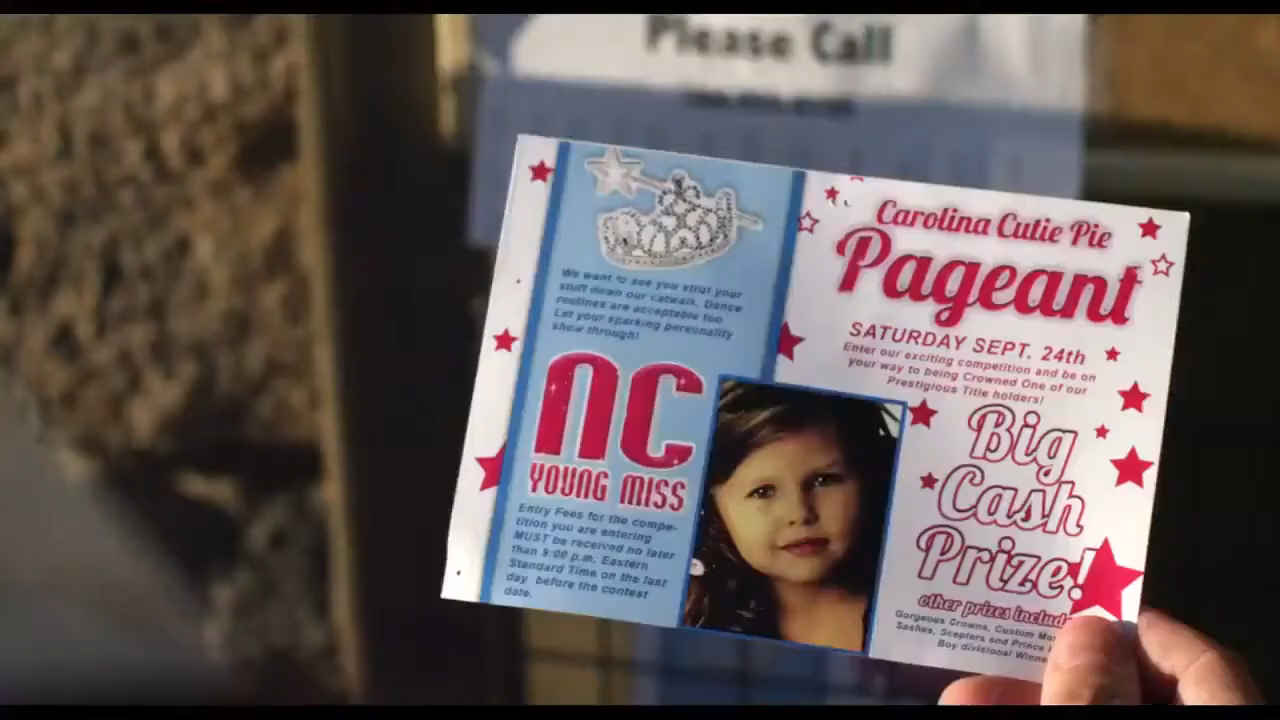 Please Call
We want to see you strut your
stuff down our catwalk. Dance
routines are acceptable too
Let your sparking personality
show through!
NC
YOUNG MISS
Entry Fees for the compe-
tition you are entering
MUST be received no later
than 9:00 p.m. Eastern
Standard Time on the last
day before the contest
date.
Carolina Cutie Pie
Pageant
SATURDAY SEPT. 24th
Enter our exciting competition and be on
your way to being Crowned One of our
Prestigious Title holders!
Big
Cash
Prize!
other prizes includ
Gorgeous Crowns, Custom
Sashes, Scepters and Prince
Boy divisional Winne